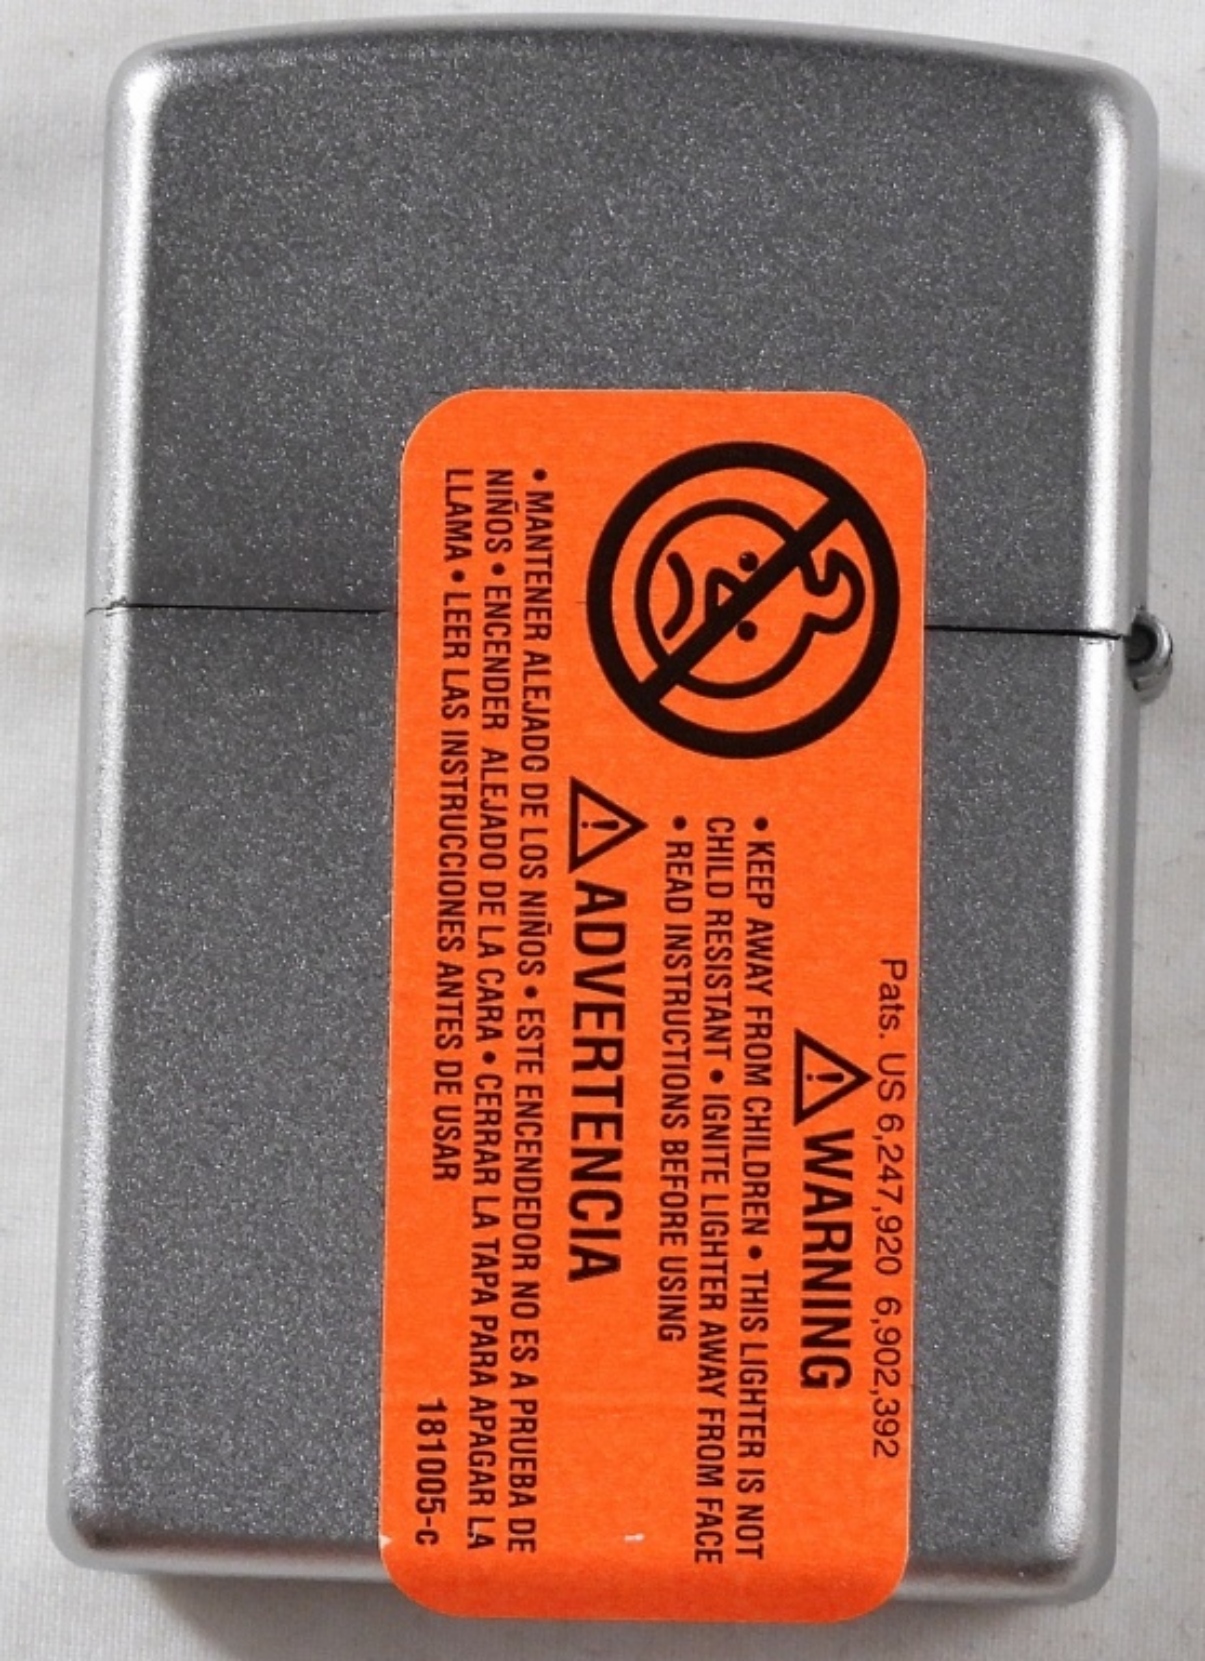 Pats. US 6,247,920 6,902,392
WARNING
• KEEP AWAY FROM CHILDREN • THIS LIGHTER IS NOT
CHILD RESISTANT • IGNITE LIGHTER AWAY FROM FACE
• READ INSTRUCTIONS BEFORE USING
ADVERTENCIA
• MANTENER ALEJADO DE LOS NIÑOS • ESTE ENCENDEDOR NO ES A PRUEBA DE
NIÑOS • ENCENDER ALEJADO DE LA CARA • CERRAR LA TAPA PARA APAGAR LA
LLAMA • LEER LAS INSTRUCCIONES ANTES DE USAR
181005-c